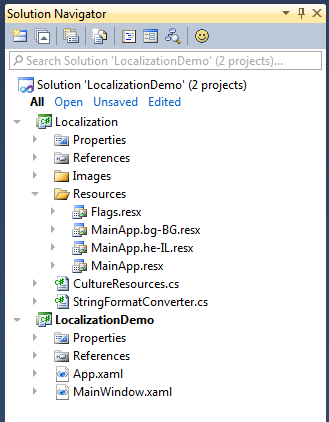 Solution Navigator
Search Solution 'LocalizationDemo' (2 projects)...
Solution 'LocalizationDemo' (2 projects)
All Open Unsaved Edited
Localization
Properties
References
Images
Resources
Flags.resx
MainApp.bg-BG.resx
MainApp.he-IL.resx
MainApp.resx
CultureResources.cs
StringFormatConverter.cs
LocalizationDemo
Properties
References
App.xaml
MainWindow.xaml